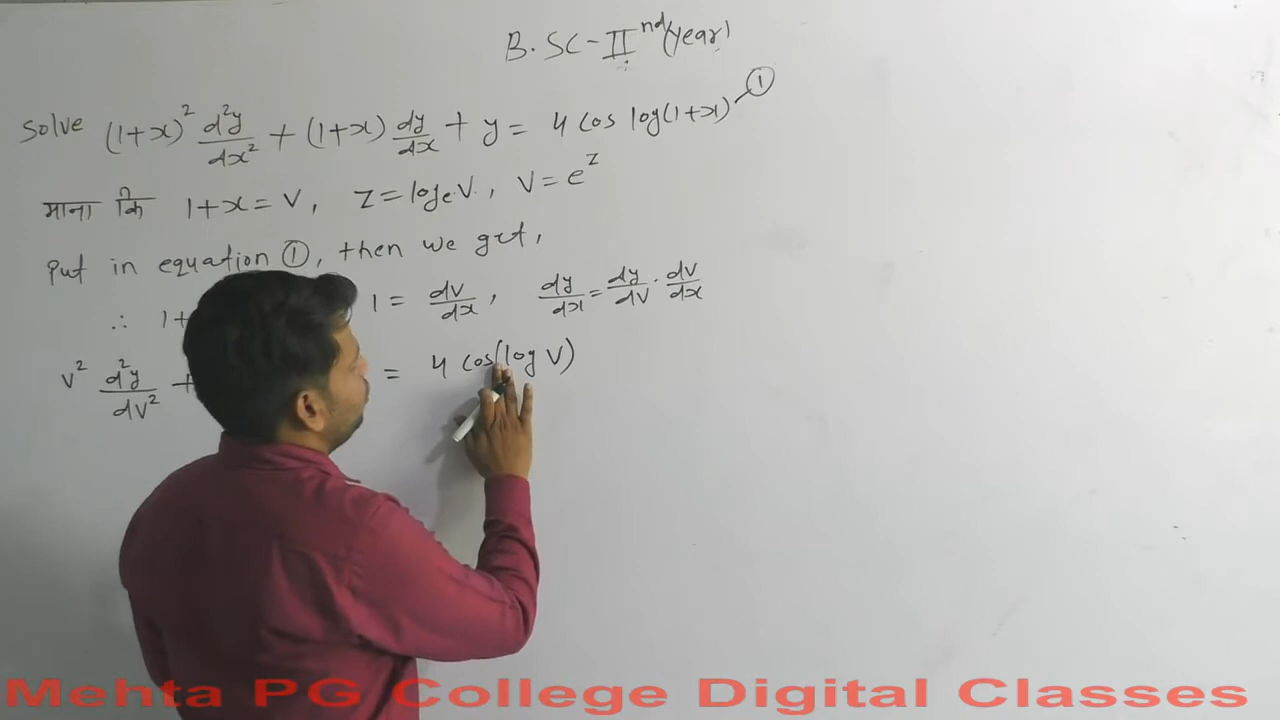 B.SC-IInd(Year)
Solve (1+x)² d²y/dx² + (1+x) dy/dx + y = 4 cos log(1+x) ①
माना कि 1+x = V, Z = logₑV, V = e^Z
Put in equation ①, then we get,
∴ 1+ 1 = dV/dx, dy/dx = dy/dV · dV/dx
V² d²y/dV² + = 4 cos(log V)
Mehta PG College Digital Classes